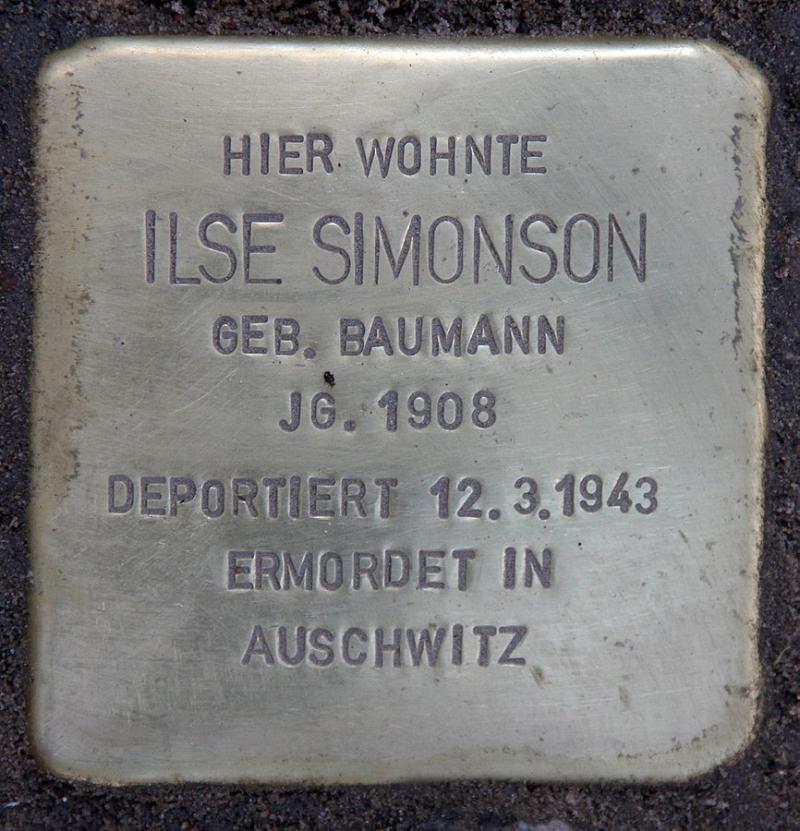 HIER WOHNTE
ILSE SIMONSON
GEB. BAUMANN
JG. 1908
DEPORTIERT 12.3.1943
ERMORDET IN
AUSCHWITZ